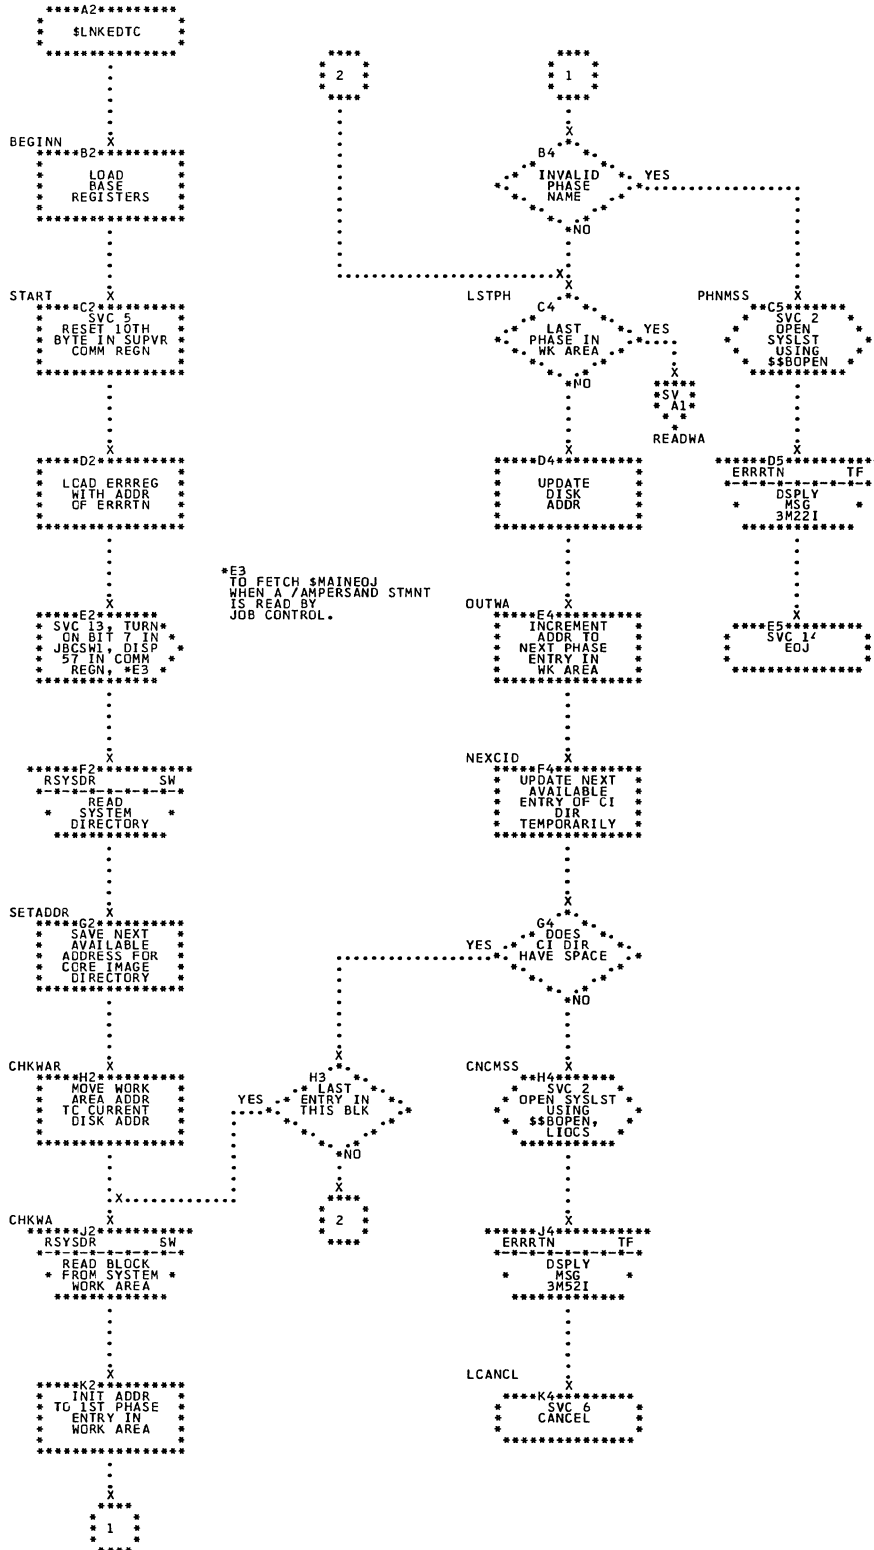 A2
$LNKEDTC
BEGINN
B2
LOAD
BASE
REGISTERS
START
C2
SVC 5
RESET 10TH
BYTE IN SUPVR
COMM REGN
D2
LCAD ERRREG
WITH ADDR
OF ERRRTN
E2
SVC 13, TURN
ON BIT 7 IN
JBCSW1, DISP
57 IN COMM
REGN, *E3
*E3
TO FETCH $MAINEOJ
WHEN A /AMPERSAND STMNT
IS READ BY
JOB CONTROL.
F2
RSYSDR SW
READ
SYSTEM
DIRECTORY
SETADDR
G2
SAVE NEXT
AVAILABLE
ADDRESS FOR
CORE IMAGE
DIRECTORY
CHKWAR
H2
MOVE WORK
AREA ADDR
TC CURRENT
DISK ADDR
CHKWA
J2
RSYSDR SW
READ BLOCK
FROM SYSTEM
WORK AREA
K2
INIT ADDR
TO 1ST PHASE
ENTRY IN
WORK AREA
1
2
H3
LAST
ENTRY IN
THIS BLK
YES
NO
2
1
B4
INVALID
PHASE
NAME
YES
NO
LSTPH
C4
LAST
PHASE IN
WK AREA
YES
NO
SV
A1
READWA
D4
UPDATE
DISK
ADDR
OUTWA
E4
INCREMENT
ADDR TO
NEXT PHASE
ENTRY IN
WK AREA
NEXCID
F4
UPDATE NEXT
AVAILABLE
ENTRY OF CI
DIR
TEMPORARILY
G4
DOES
CI DIR
HAVE SPACE
YES
NO
CNCMSS
H4
SVC 2
OPEN SYSLST
USING
$$BOPEN,
LIOCS
J4
ERRRTN TF
DSPLY
MSG
3M52I
LCANCL
K4
SVC 6
CANCEL
PHNMSS
C5
SVC 2
OPEN
SYSLST
USING
$$BOPEN
D5
ERRRTN TF
DSPLY
MSG
3M22I
E5
SVC 14
EOJ